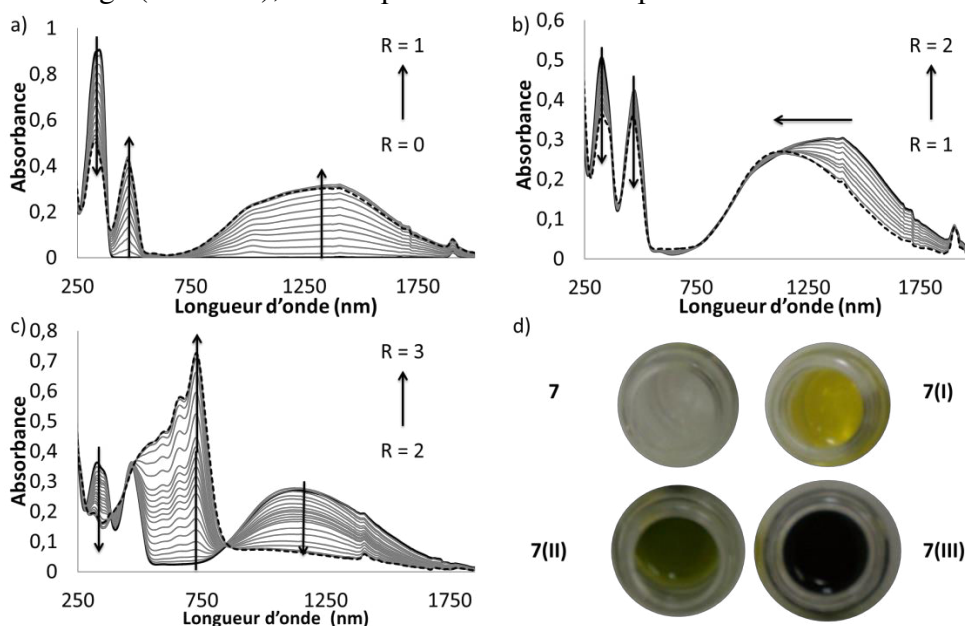 a)
1
0,8
0,6
0,4
0,2
0
Absorbance
R = 1
R = 0
250 750 1250 1750
Longueur d'onde (nm)
b)
0,6
0,5
0,4
0,3
0,2
0,1
0
Absorbance
R = 2
R = 1
250 750 1250 1750
Longueur d'onde (nm)
c)
0,8
0,7
0,6
0,5
0,4
0,3
0,2
0,1
0
Absorbance
R = 3
R = 2
250 750 1250 1750
Longueur d'onde (nm)
d)
7 7(I)
7(II) 7(III)